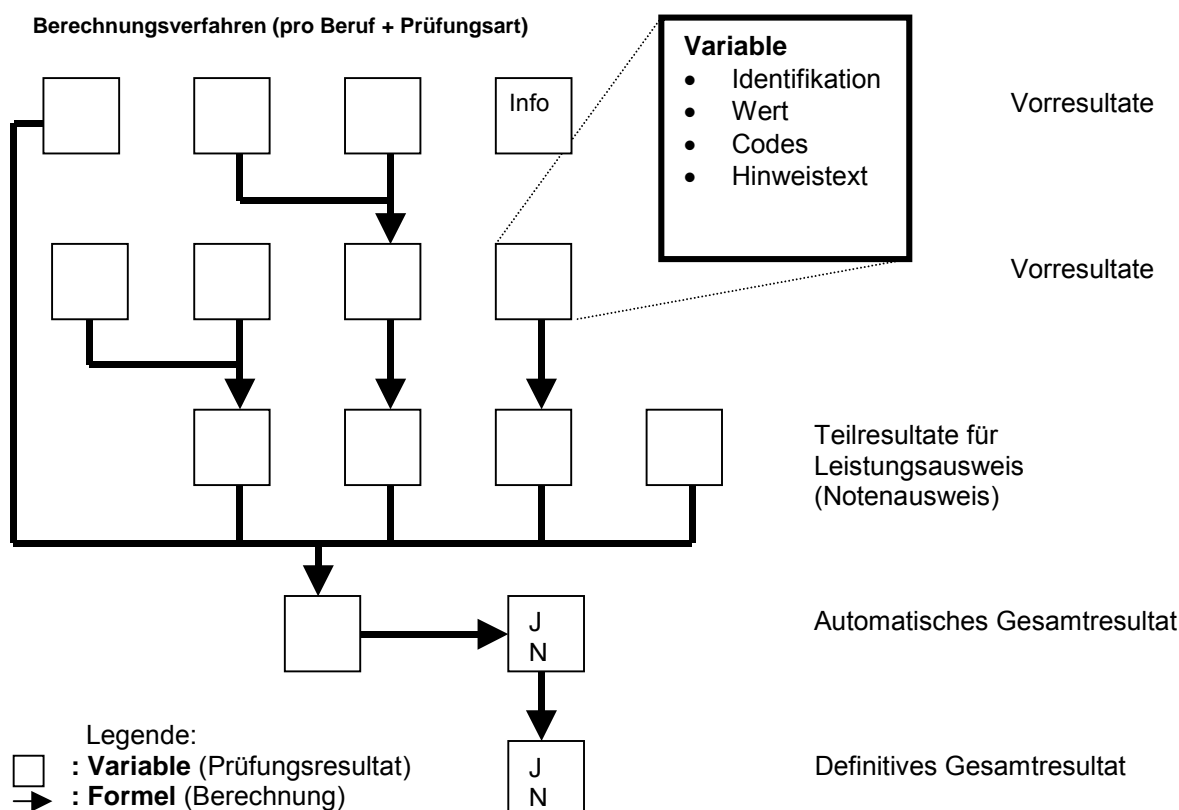 Berechnungsverfahren (pro Beruf + Prüfungsart)
Variable
• Identifikation
• Wert
• Codes
• Hinweistext
Info
Vorresultate
Vorresultate
Teilresultate für
Leistungsausweis
(Notenausweis)
J
N
Automatisches Gesamtresultat
Legende:
: Variable (Prüfungsresultat)
: Formel (Berechnung)
J
N
Definitives Gesamtresultat